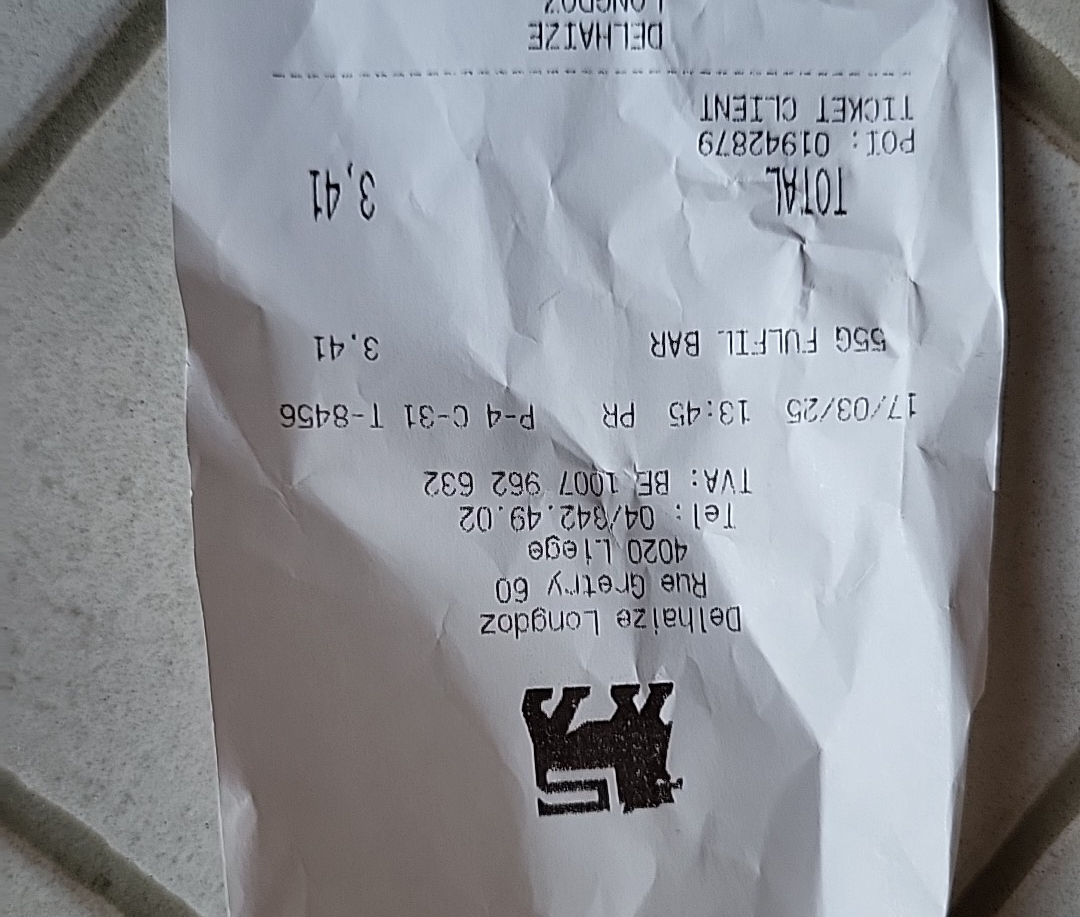 Delhaize Longdoz
Rue Gretry 60
4020 Liege
Tel: 04/342.49.02
TVA: BE 1007 962 632
17/03/25 13:45 PR P-4 C-31 T-8456
55G FULFIL BAR 3.41
TOTAL 3,41
POI: 01942879
TICKET CLIENT
DELHAIZE
LONGDOZ